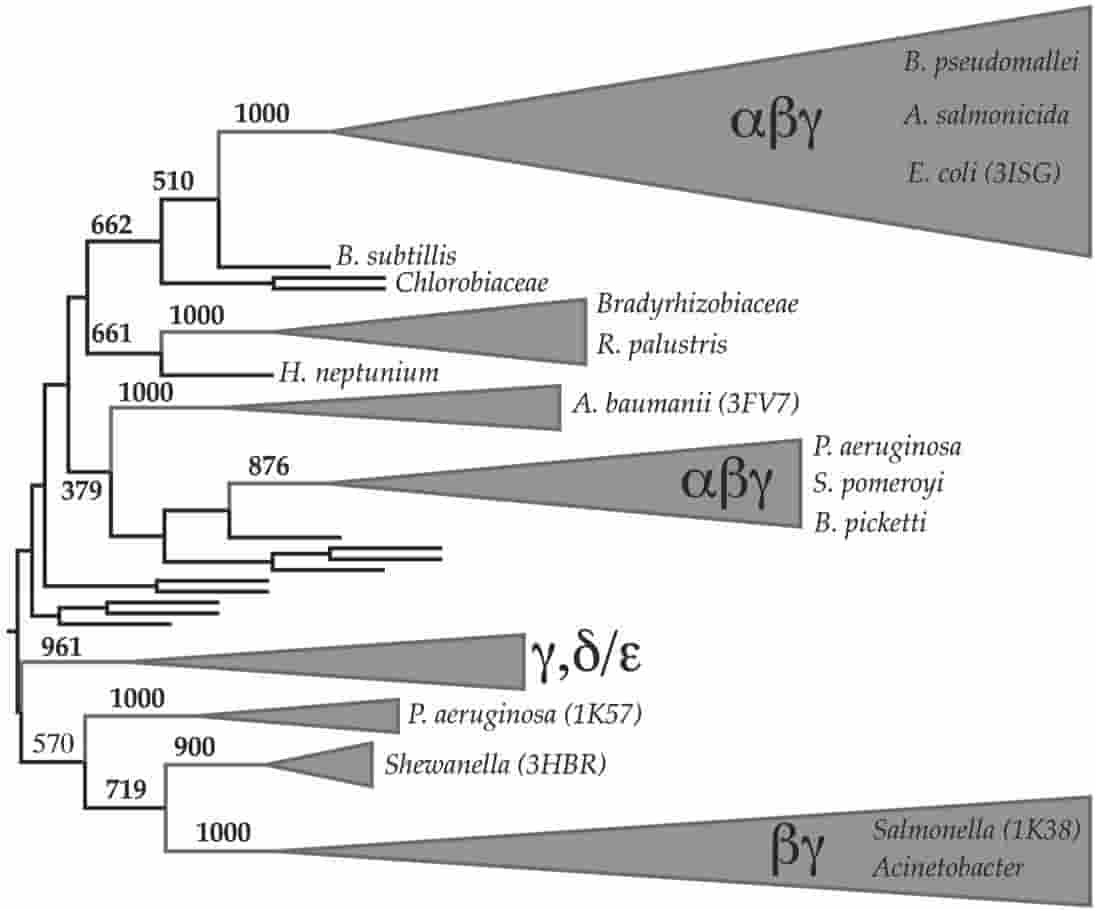 B. pseudomallei
1000
αβγ
A. salmonicida
510
E. coli (3ISG)
662
B. subtillis
Chlorobiaceae
1000
Bradyrhizobiaceae
661
R. palustris
H. neptunium
1000
A. baumanii (3FV7)
P. aeruginosa
876
αβγ
S. pomeroyi
379
B. picketti
961
γ,δ/ε
1000
P. aeruginosa (1K57)
570
900
Shewanella (3HBR)
719
1000
βγ
Salmonella (1K38)
Acinetobacter